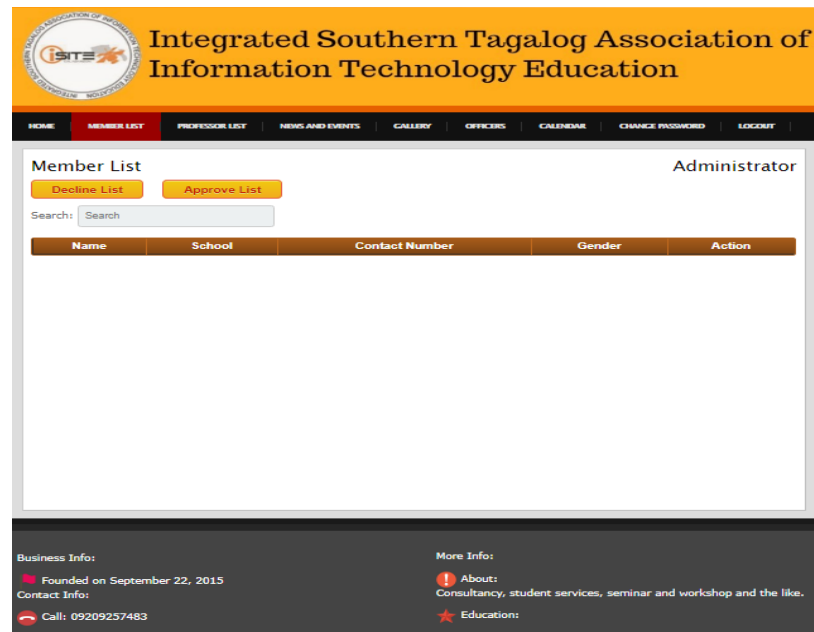 iSITE
Integrated Southern Tagalog Association of
Information Technology Education
HOME MEMBER LIST PROFESSOR LIST NEWS AND EVENTS GALLERY OFFICERS CALENDAR CHANGE PASSWORD LOGOUT
Member List Administrator
Decline List Approve List
Search: Search
Name School Contact Number Gender Action
Business Info:
Founded on September 22, 2015
Contact Info:
Call: 09209257483
More Info:
About:
Consultancy, student services, seminar and workshop and the like.
Education: